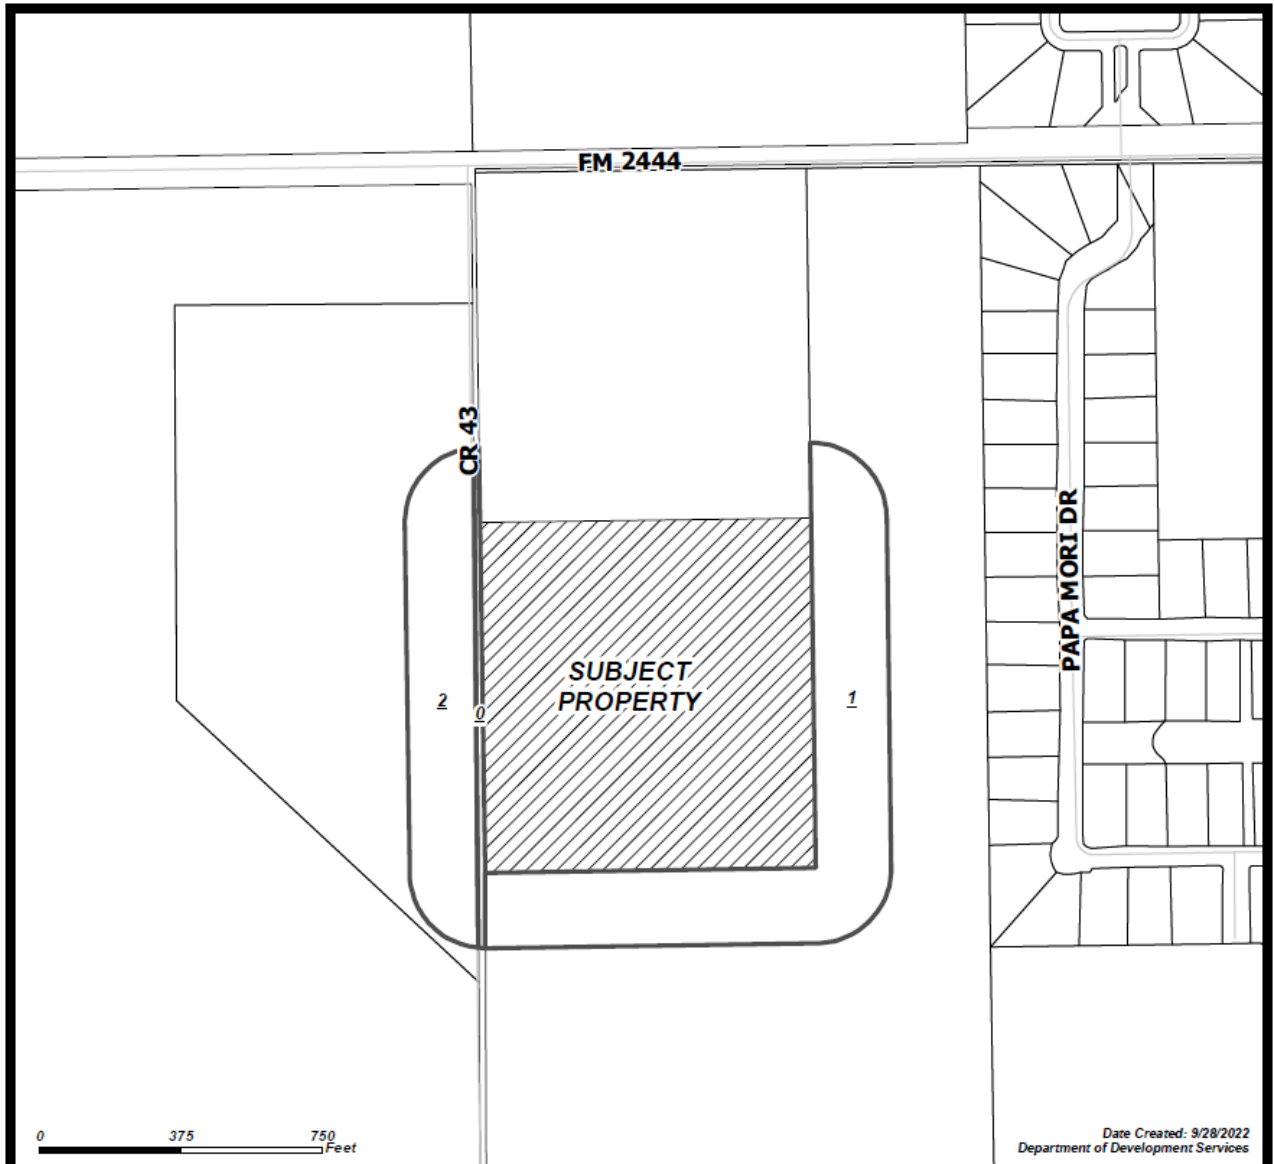 FM 2444
CR 43
PAPA MORI DR
SUBJECT
PROPERTY
2
0
1
0 375 750
Feet
Date Created: 9/28/2022
Department of Development Services